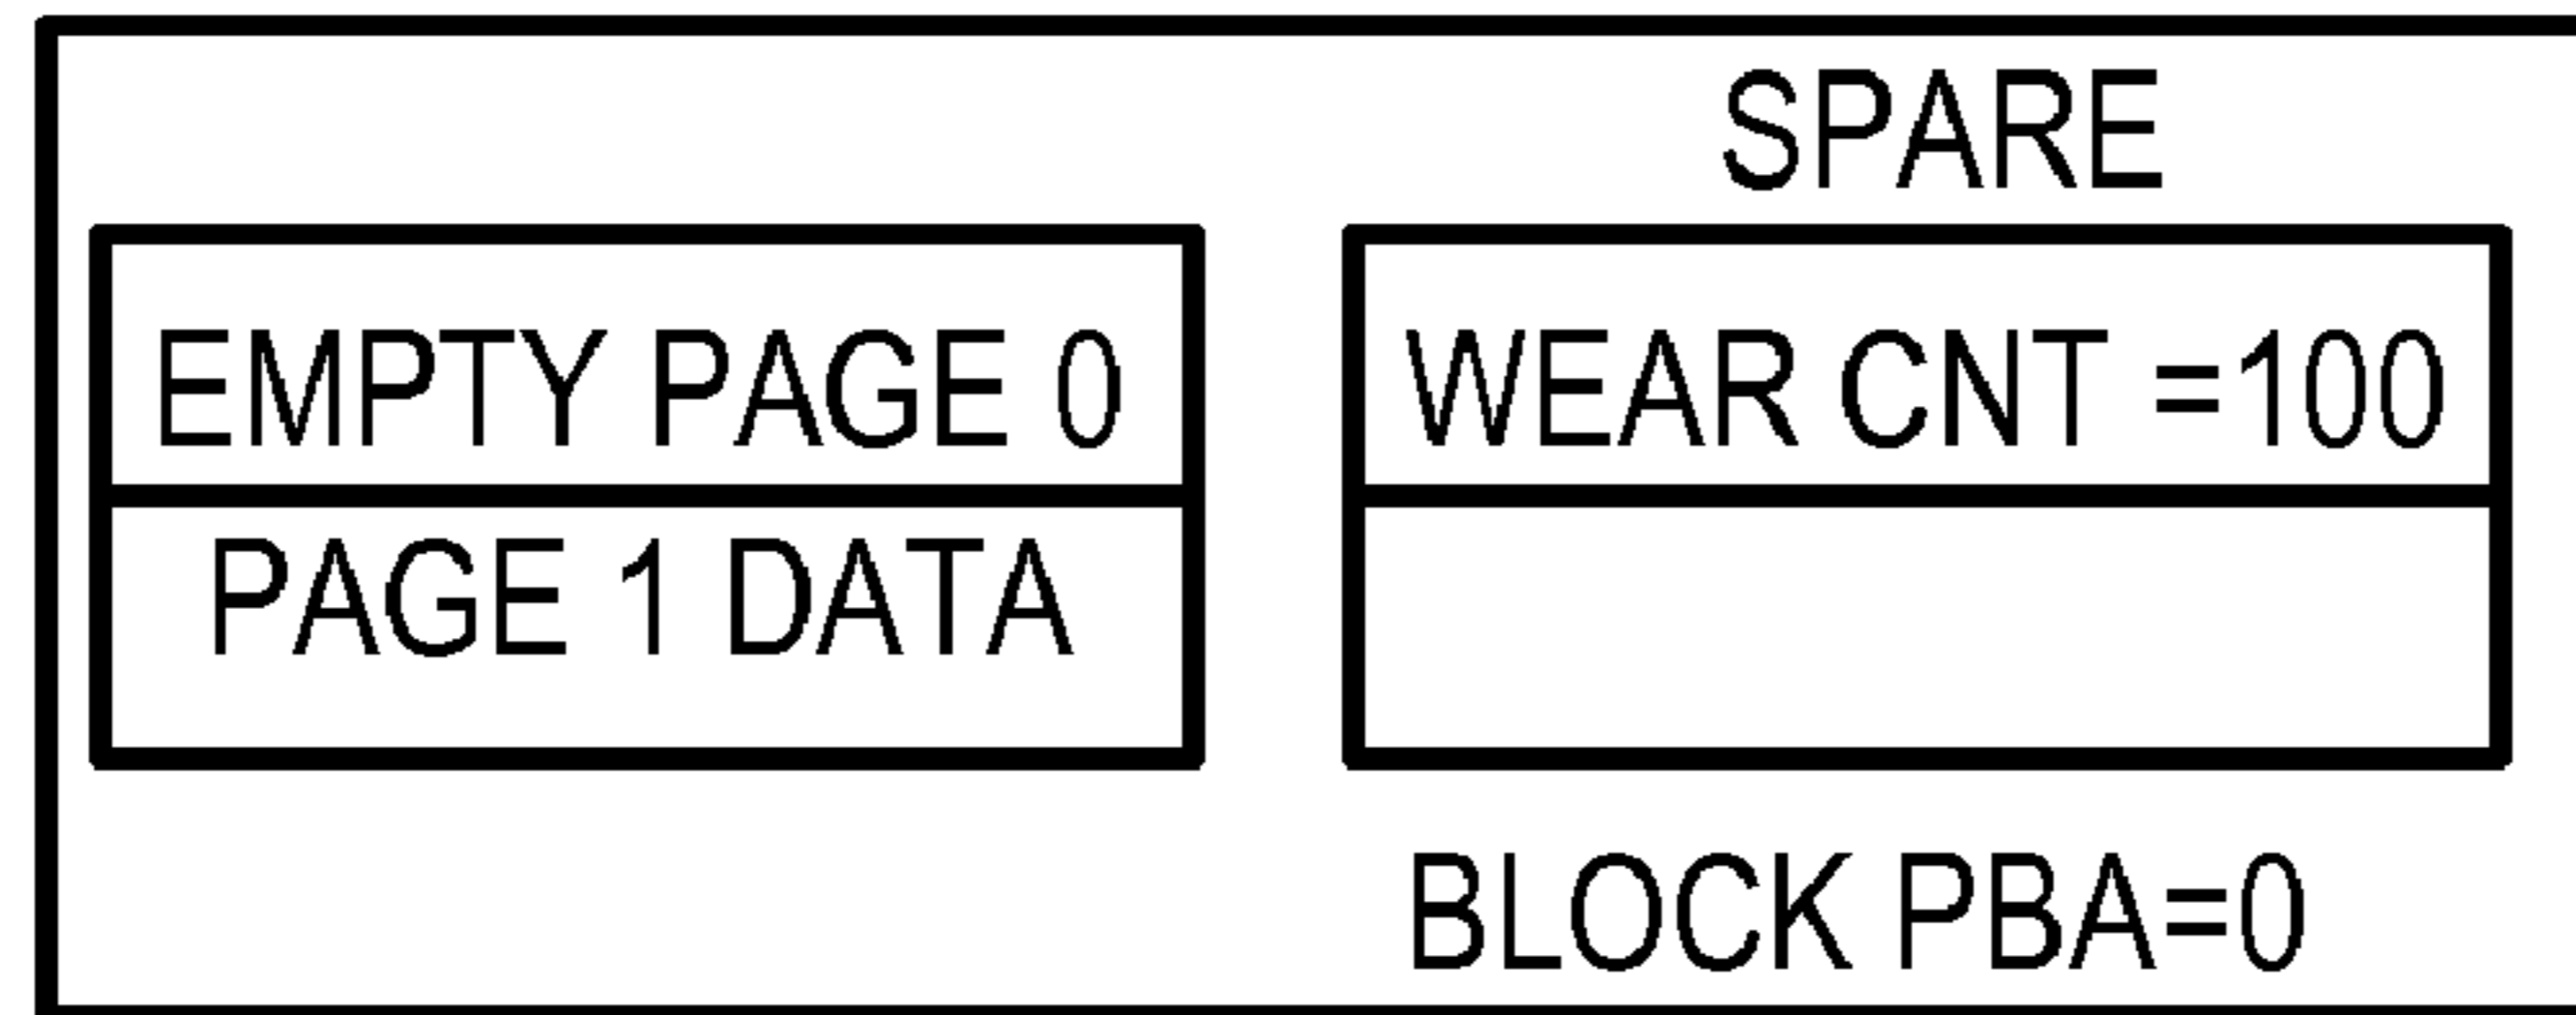 SPARE
EMPTY PAGE 0
WEAR CNT =100
PAGE 1 DATA
BLOCK PBA=0